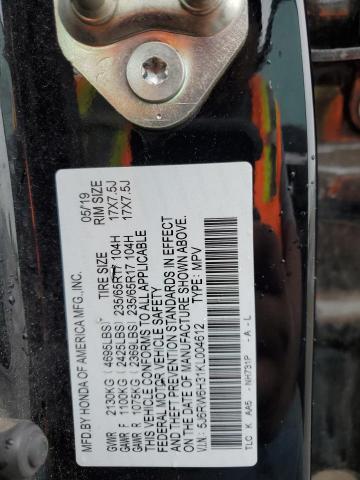 MFD.BY HONDA OF AMERICA MFG.,INC. 05/19
TIRE SIZE RIM SIZE
GVWR 2130KG (4695LBS)
GAWR F 1100KG (2425LBS) 235/65R17 104H 17X7.5J
GAWR R 1075KG (2369LBS) 235/65R17 104H 17X7.5J
THIS VEHICLE CONFORMS TO ALL APPLICABLE
FEDERAL MOTOR VEHICLE SAFETY
AND THEFT PREVENTION STANDARDS IN EFFECT
ON THE DATE OF MANUFACTURE SHOWN ABOVE.
V.I.N.: 5J6RW6H31KL004612 TYPE: MPV
TLC K AA5 - NH731P - A - L